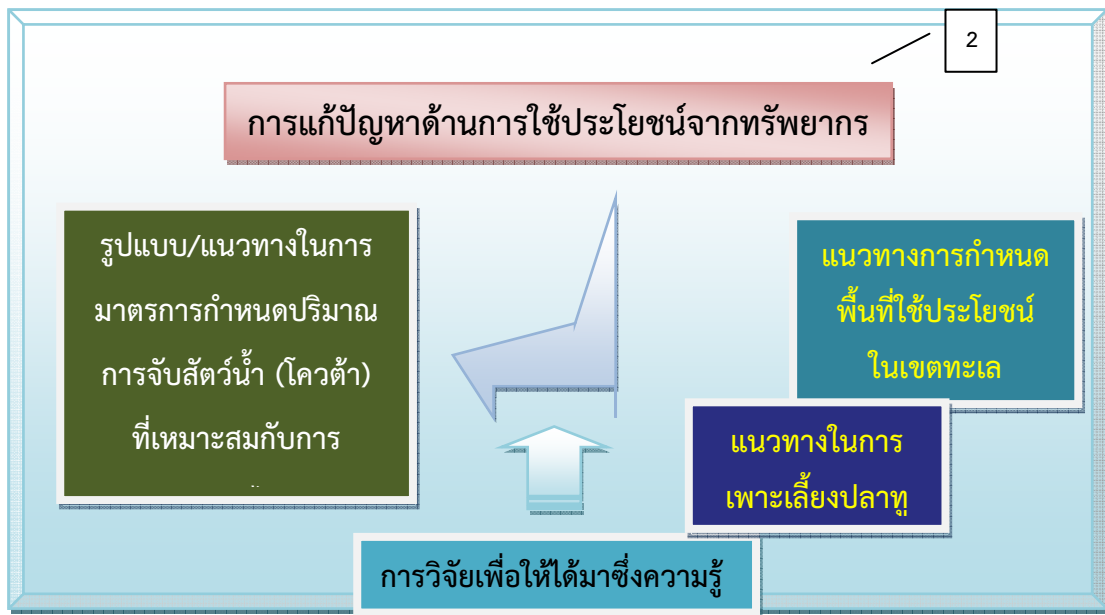 2
การแก้ปัญหาด้านการใช้ประโยชน์จากทรัพยากร
รูปแบบ/แนวทางในการ
มาตรการกำหนดปริมาณ
การจับสัตว์น้ำ (โควต้า)
ที่เหมาะสมกับการ
แนวทางการกำหนด
พื้นที่ใช้ประโยชน์
ในเขตทะเล
แนวทางในการ
เพาะเลี้ยงปลาทู
การวิจัยเพื่อให้ได้มาซึ่งความรู้